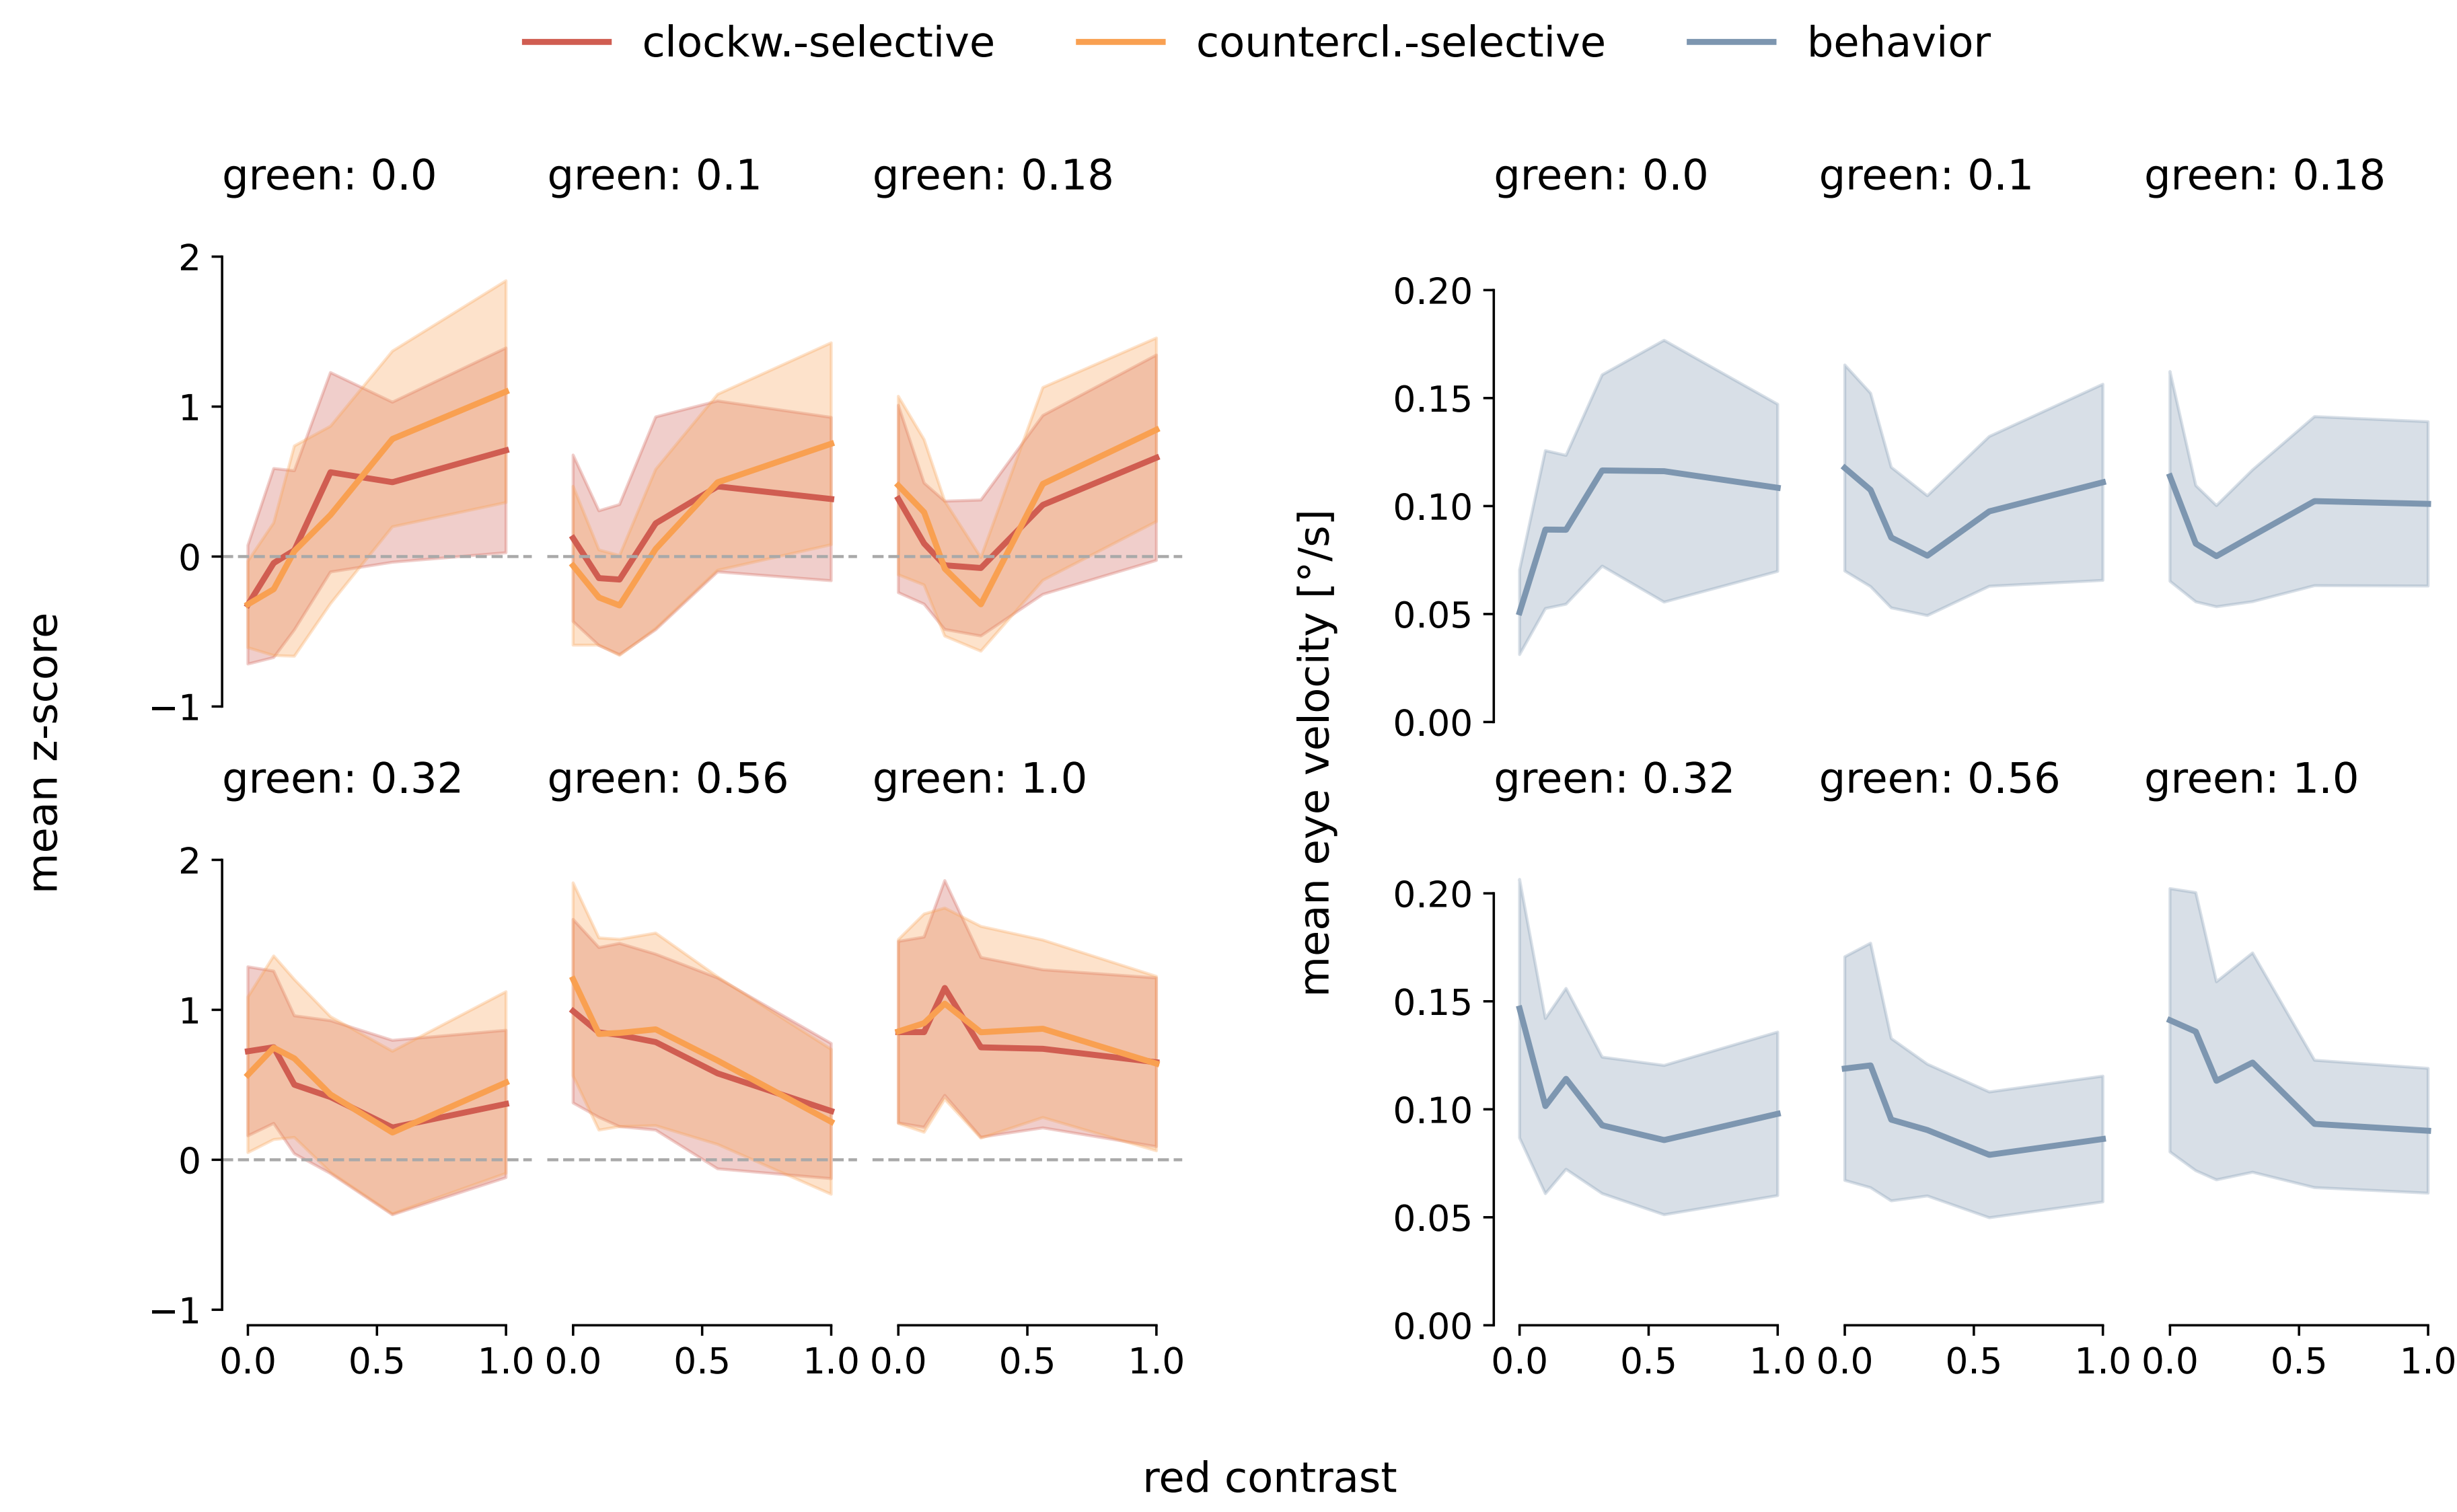 clockw.-selective countercl.-selective behavior
green: 0.0 green: 0.1 green: 0.18 green: 0.0 green: 0.1 green: 0.18
2
1
0
−1
0.20
0.15
0.10
0.05
0.00
mean z-score
mean eye velocity [°/s]
green: 0.32 green: 0.56 green: 1.0 green: 0.32 green: 0.56 green: 1.0
2
1
0
−1
0.20
0.15
0.10
0.05
0.00
0.0 0.5 1.0 0.0 0.5 1.0 0.0 0.5 1.0 0.0 0.5 1.0 0.0 0.5 1.0 0.0 0.5 1.0
red contrast